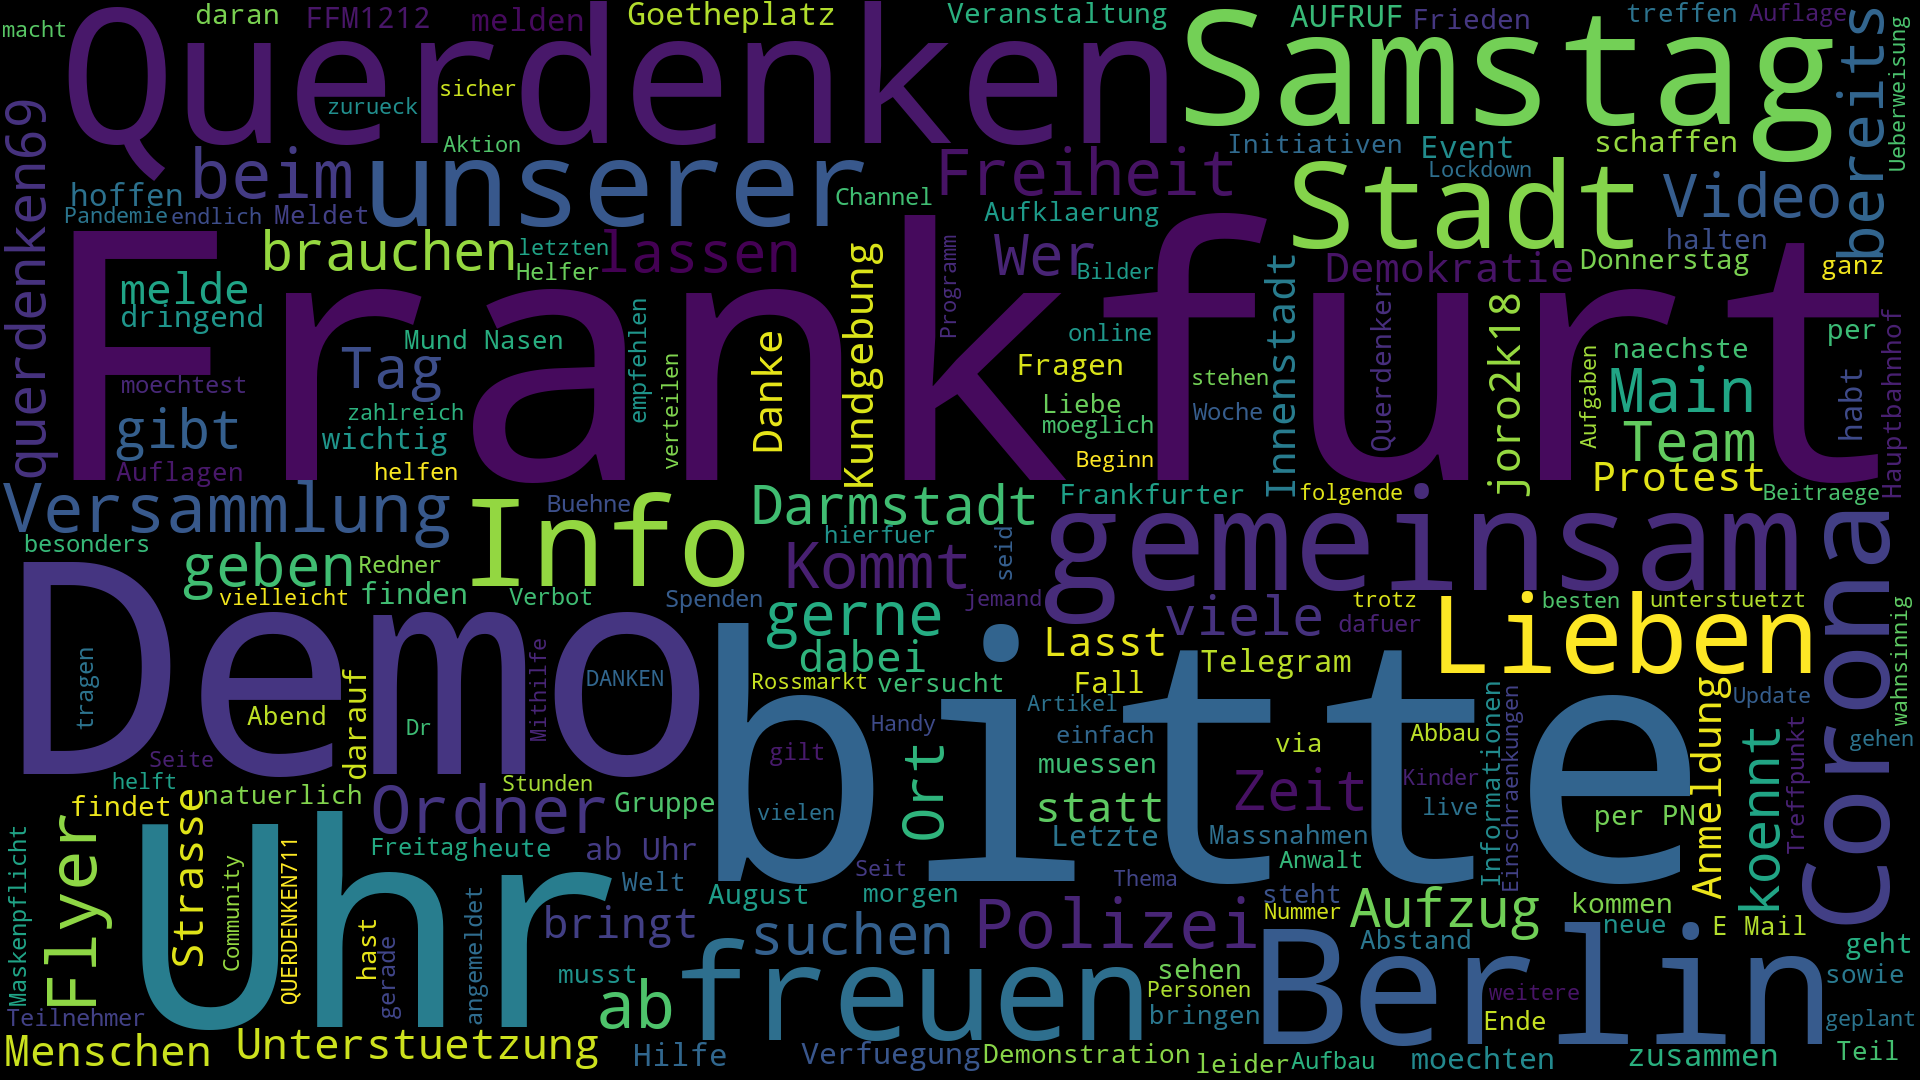 macht daran FFM1212 melden Goetheplatz Veranstaltung AUFRUF Frieden treffen Auflage
Querdenken Samstag bereits Ueberweisung
zurueck sicher
Aktion Initiativen Event schaffen
querdenken69 beim unserer Freiheit Lockdown Stadt Video
hoffen Channel
Pandemie endlich Meldet Aufklaerung
brauchen letzten lassen Wer halten
Helfer Programm Bilder Demokratie Donnerstag ganz
Frankfurt
melde
dringend Mund Nasen empfehlen Danke Kundgebung online Innenstadt Querdenker joro2k18 per
naechste Hauptbahnhof
moechtest Tag verteilen Fragen stehen Aufgaben Main habt
zahlreich Liebe Woche
gibt wichtig moeglich Team
Auflagen helfen Beginn Protest
Versammlung Info Buehne Darmstadt Frankfurter folgende Beitraege
besonders hierfuer gemeinsam Corona
geben Redner Kommt seid
vielleicht finden Verbot Spenden jemand trotz besten unterstuetzt
Demo gerne viele dafuer Lieben wahnsinnig
Mithilfe dabei Lasst Telegram
tragen DANKEN Rossmarkt versucht Fall
bitte
Abend darauf Dr Handy Artikel Informationen Einschraenkungen Anmeldung Update
Seite gilt Ort einfach via Abbau koennt Treffpunkt gehen
helft Stunden muessen Zeit Kinder
findet Strasse natuerlich Ordner Gruppe vielen statt live per PN
Flyer Letzte Massnahmen
Maskenpflicht Uhr Community QUERDENKEN711 Freitag heute ab Uhr Seit Anwalt
Welt August morgen Thema steht
hast gerade angemeldet bringt suchen Polizei Nummer Aufzug kommen
neue E Mail
Abstand geht
musst freuen sehen Berlin sowie
ab Personen weitere
Teilnehmer bringen Ende geplant
Menschen Unterstuetzung Hilfe Verfuegung Demonstration leider Aufbau moechten zusammen Teil